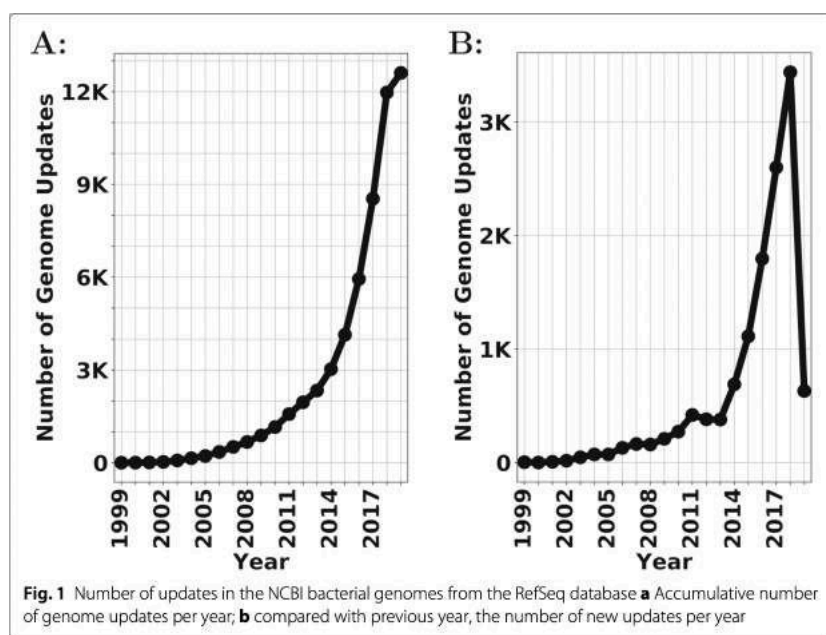 A:
Number of Genome Updates
12K
9K
6K
3K
0
1999
2002
2005
2008
2011
2014
2017
Year
B:
Number of Genome Updates
3K
2K
1K
0
1999
2002
2005
2008
2011
2014
2017
Year
Fig. 1 Number of updates in the NCBI bacterial genomes from the RefSeq database a Accumulative number
of genome updates per year; b compared with previous year, the number of new updates per year